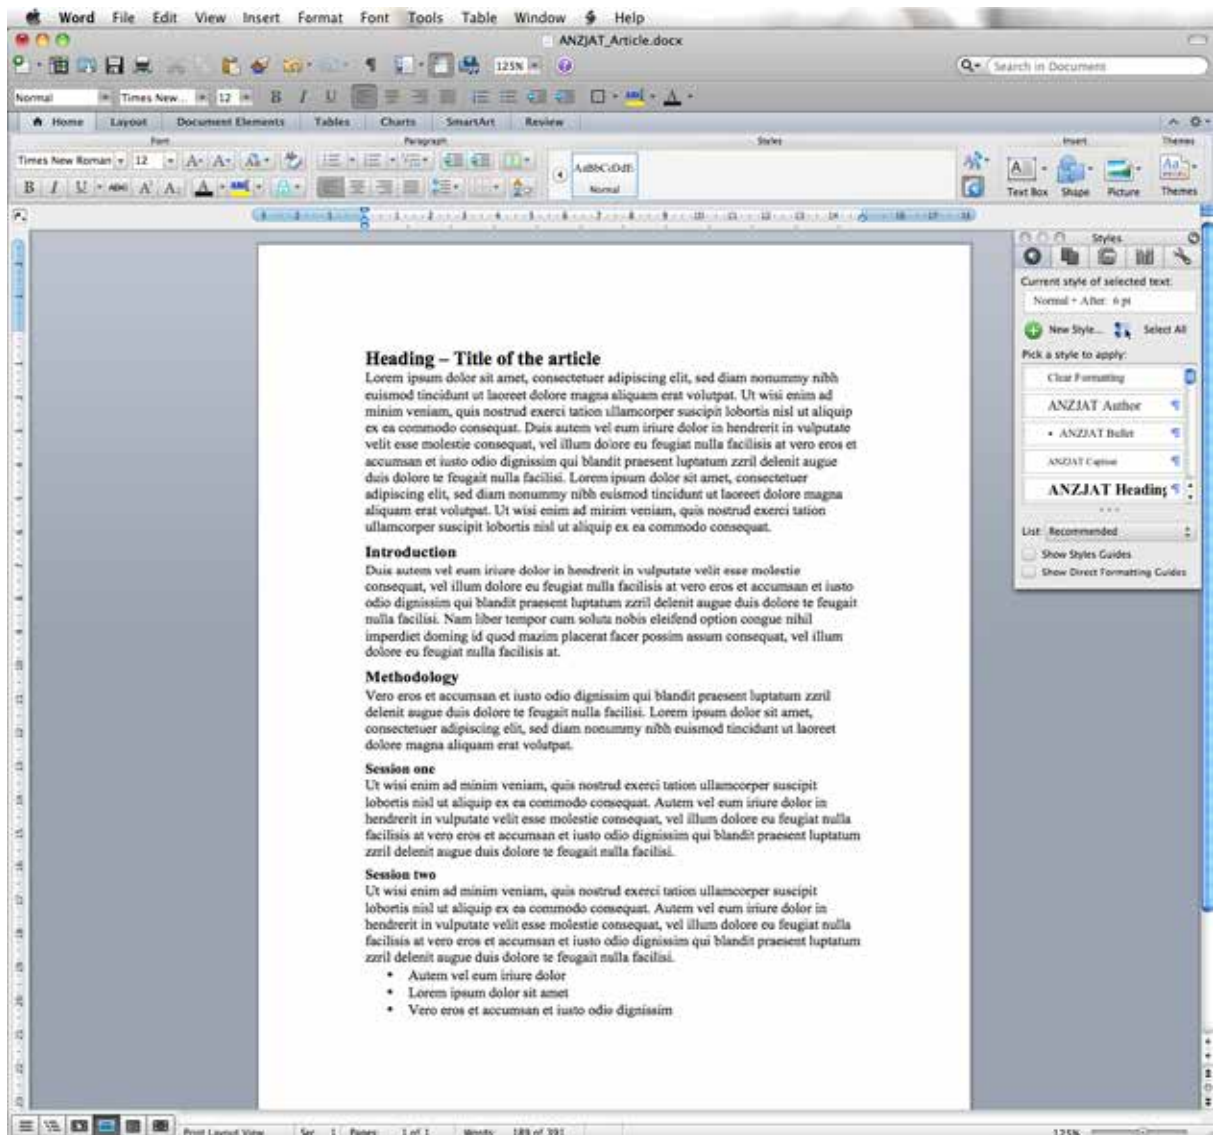 Word File Edit View Insert Format Font Tools Table Window Help
ANZJAT_Article.docx
125%
Search in Document
Normal Times New... 12 B I U
Home Layout Document Elements Tables Charts SmartArt Review
Font Paragraph Styles Insert Themes
Times New Roman 12 A A Aa
AaBbCcDdE
B I U ABC A A A
Normal
Text Box Shape Picture Themes
Styles
Current style of selected text:
Normal + After: 6 pt
New Style... Select All
Pick a style to apply:
Clear Formatting
ANZJAT Author
• ANZJAT Bullet
ANZJAT Caption
ANZJAT Heading
List: Recommended
Show Styles Guides
Show Direct Formatting Guides
Heading – Title of the article
Lorem ipsum dolor sit amet, consectetuer adipiscing elit, sed diam nonummy nibh
euismod tincidunt ut laoreet dolore magna aliquam erat volutpat. Ut wisi enim ad
minim veniam, quis nostrud exerci tation ullamcorper suscipit lobortis nisl ut aliquip
ex ea commodo consequat. Duis autem vel eum iriure dolor in hendrerit in vulputate
velit esse molestie consequat, vel illum dolore eu feugiat nulla facilisis at vero eros et
accumsan et iusto odio dignissim qui blandit praesent luptatum zzril delenit augue
duis dolore te feugait nulla facilisi. Lorem ipsum dolor sit amet, consectetuer
adipiscing elit, sed diam nonummy nibh euismod tincidunt ut laoreet dolore magna
aliquam erat volutpat. Ut wisi enim ad minim veniam, quis nostrud exerci tation
ullamcorper suscipit lobortis nisl ut aliquip ex ea commodo consequat.
Introduction
Duis autem vel eum iriure dolor in hendrerit in vulputate velit esse molestie
consequat, vel illum dolore eu feugiat nulla facilisis at vero eros et accumsan et iusto
odio dignissim qui blandit praesent luptatum zzril delenit augue duis dolore te feugait
nulla facilisi. Nam liber tempor cum soluta nobis eleifend option congue nihil
imperdiet doming id quod mazim placerat facer possim assum consequat, vel illum
dolore eu feugiat nulla facilisis at.
Methodology
Vero eros et accumsan et iusto odio dignissim qui blandit praesent luptatum zzril
delenit augue duis dolore te feugait nulla facilisi. Lorem ipsum dolor sit amet,
consectetuer adipiscing elit, sed diam nonummy nibh euismod tincidunt ut laoreet
dolore magna aliquam erat volutpat.
Session one
Ut wisi enim ad minim veniam, quis nostrud exerci tation ullamcorper suscipit
lobortis nisl ut aliquip ex ea commodo consequat. Autem vel eum iriure dolor in
hendrerit in vulputate velit esse molestie consequat, vel illum dolore eu feugiat nulla
facilisis at vero eros et accumsan et iusto odio dignissim qui blandit praesent luptatum
zzril delenit augue duis dolore te feugait nulla facilisi.
Session two
Ut wisi enim ad minim veniam, quis nostrud exerci tation ullamcorper suscipit
lobortis nisl ut aliquip ex ea commodo consequat. Autem vel eum iriure dolor in
hendrerit in vulputate velit esse molestie consequat, vel illum dolore eu feugiat nulla
facilisis at vero eros et accumsan et iusto odio dignissim qui blandit praesent luptatum
zzril delenit augue duis dolore te feugait nulla facilisi.
• Autem vel eum iriure dolor
• Lorem ipsum dolor sit amet
• Vero eros et accumsan et iusto odio dignissim
Print Layout View Sec 1 Pages: 1 of 1 Words: 189 of 391 125%